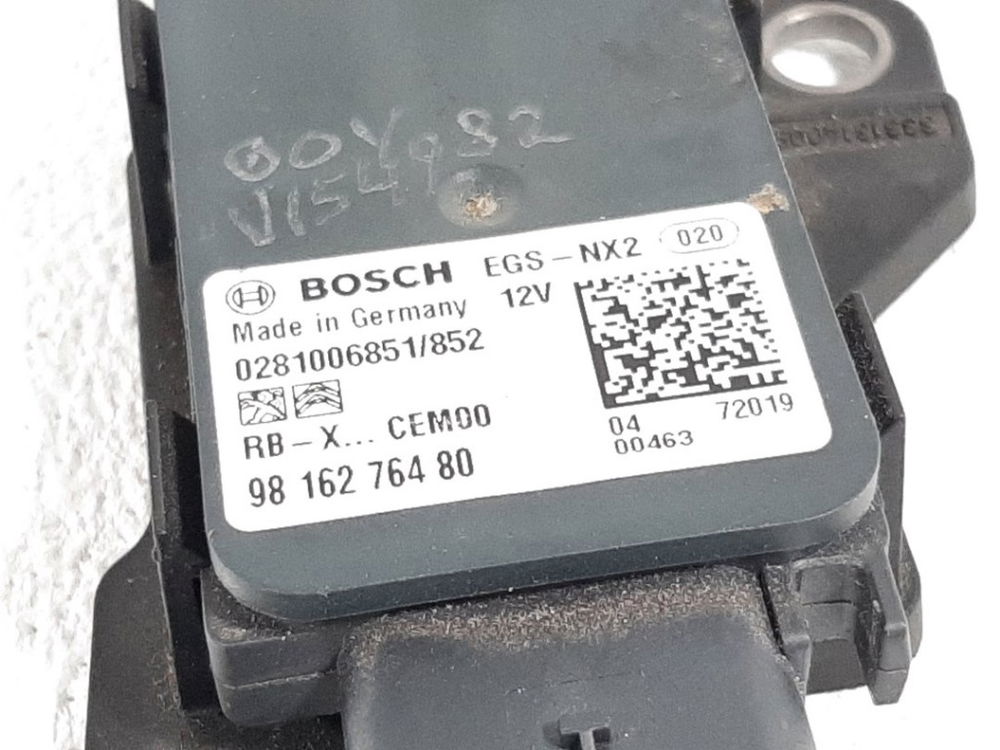 00Y982
V1549
BOSCH EGS-NX2 020
Made in Germany 12V
0281006851/852
RB-X... CEM00
98 162 764 80
04 72019
00463